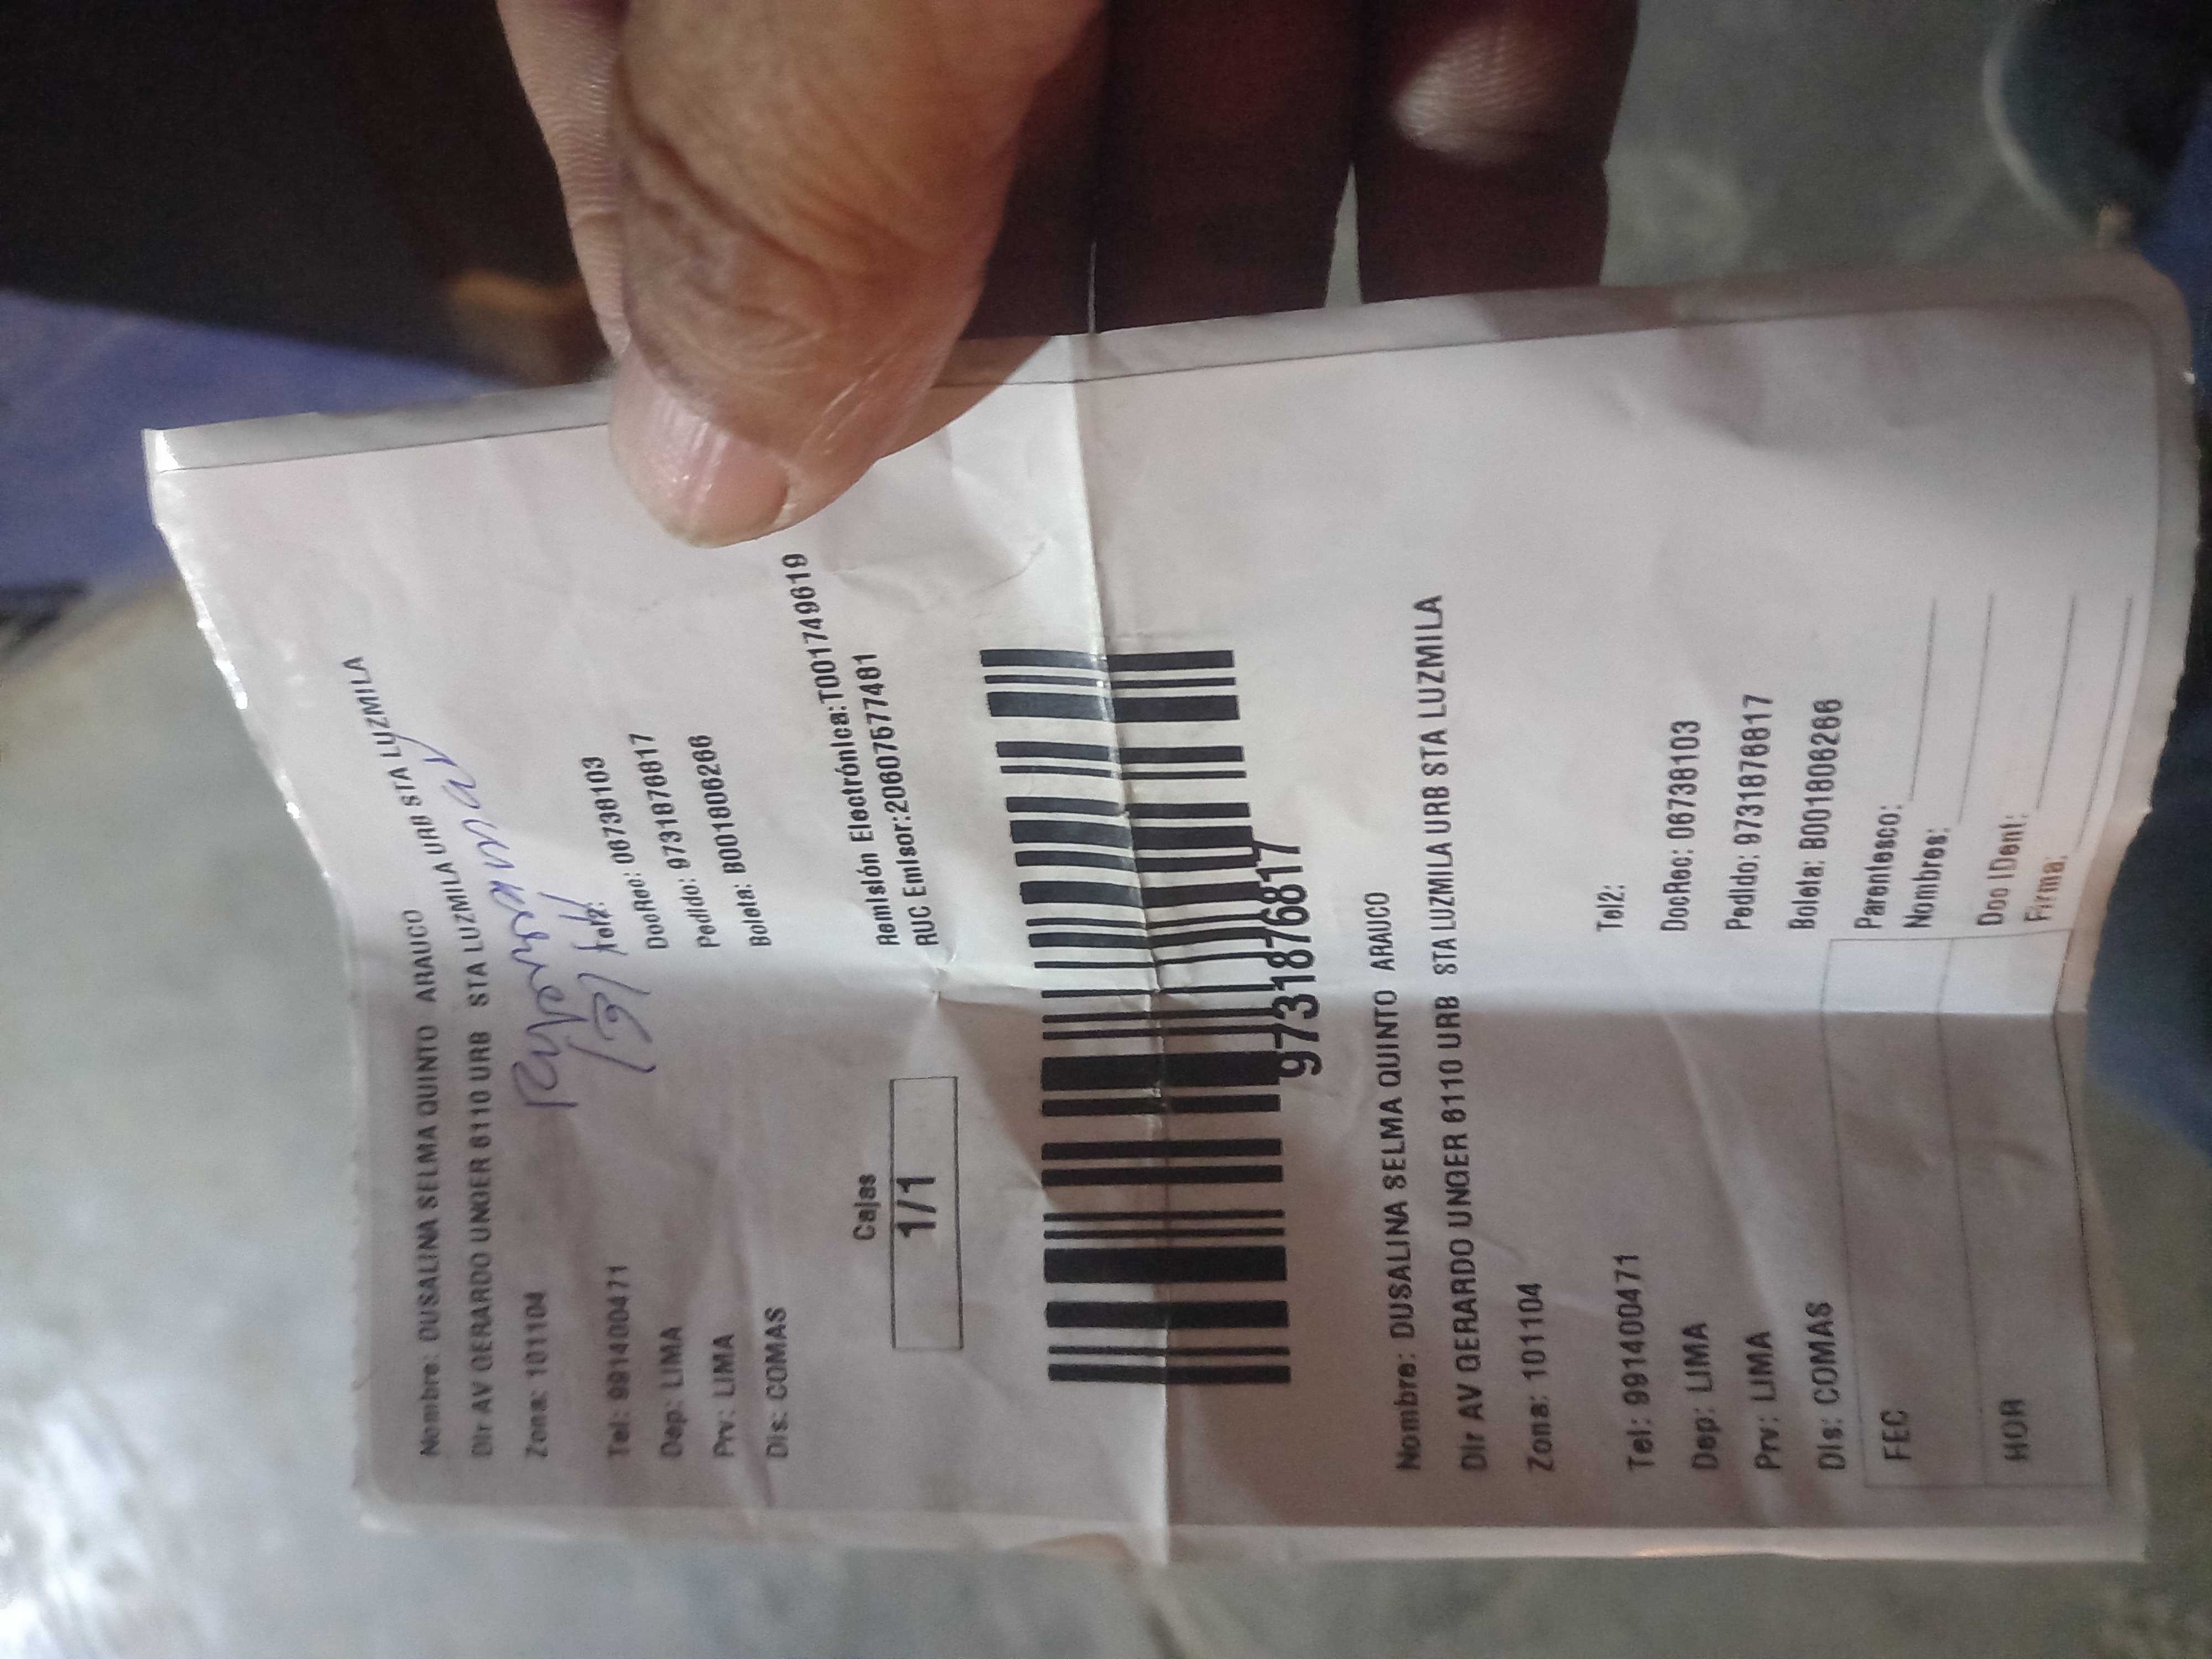 Nombre: DUSALINA SELMA QUINTO ARAUCO
Dir AV GERARDO UNGER 6110 URB STA LUZMILA URB STA LUZMILA
Zona: 101104
Tel: 991400471
Tel2:
Dep: LIMA
DocRec: 06738103
Prv: LIMA
Pedido: 97318768​17
Dis: COMAS
Boleta: B001806266
Cajas
1/1
Remisión Electrónica:T001749619
RUC Emisor:20607577481
9731876817
Nombre: DUSALINA SELMA QUINTO ARAUCO
Dir AV GERARDO UNGER 6110 URB STA LUZMILA URB STA LUZMILA
Zona: 101104
Tel: 991400471
Tel2:
Dep: LIMA
DocRec: 06738103
Prv: LIMA
Pedido: 9731876817
Dis: COMAS
Boleta: B001806266
FEC
Parentesco:
Nombres:
HOR
Doc IDent:
Firma: